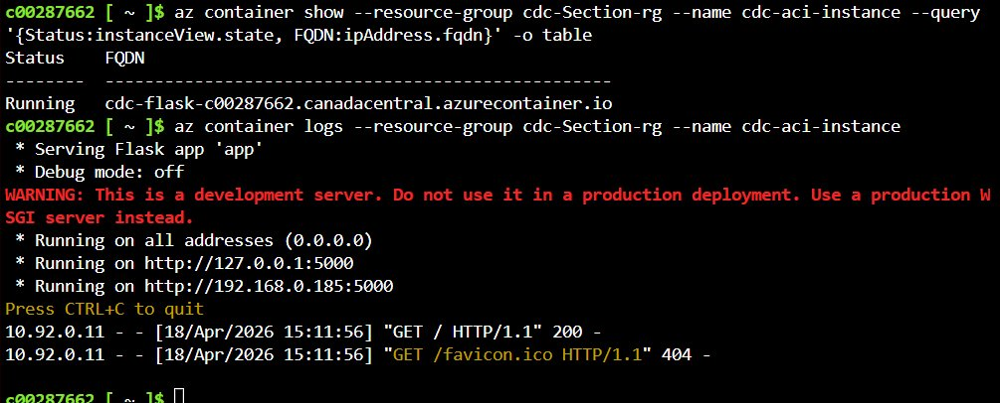 c00287662 [ ~ ]$ az container show --resource-group cdc-Section-rg --name cdc-aci-instance --query
'{Status:instanceView.state, FQDN:ipAddress.fqdn}' -o table
Status    FQDN
--------  ---------------------------------------------------
Running   cdc-flask-c00287662.canadacentral.azurecontainer.io
c00287662 [ ~ ]$ az container logs --resource-group cdc-Section-rg --name cdc-aci-instance
 * Serving Flask app 'app'
 * Debug mode: off
WARNING: This is a development server. Do not use it in a production deployment. Use a production W
SGI server instead.
 * Running on all addresses (0.0.0.0)
 * Running on http://127.0.0.1:5000
 * Running on http://192.168.0.185:5000
Press CTRL+C to quit
10.92.0.11 - - [18/Apr/2026 15:11:56] "GET / HTTP/1.1" 200 -
10.92.0.11 - - [18/Apr/2026 15:11:56] "GET /favicon.ico HTTP/1.1" 404 -
c00287662 [ ~ ]$